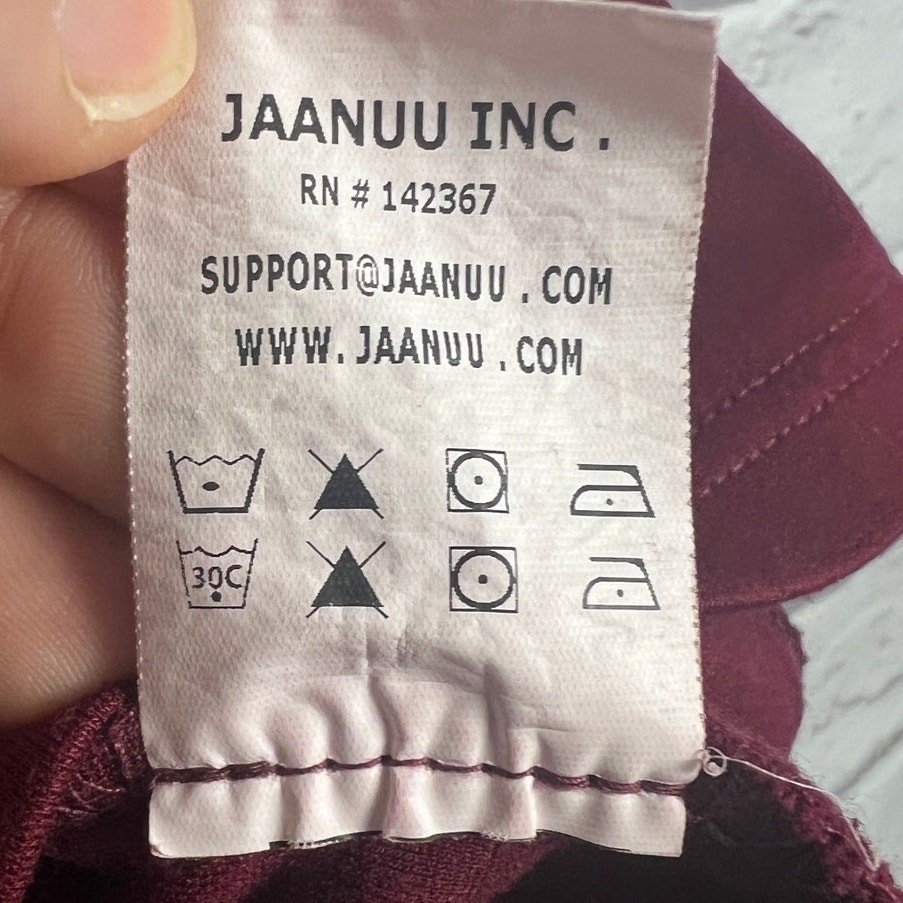 JAANUU INC .
RN # 142367
SUPPORT@JAANUU . COM
WWW. JAANUU . COM
30C